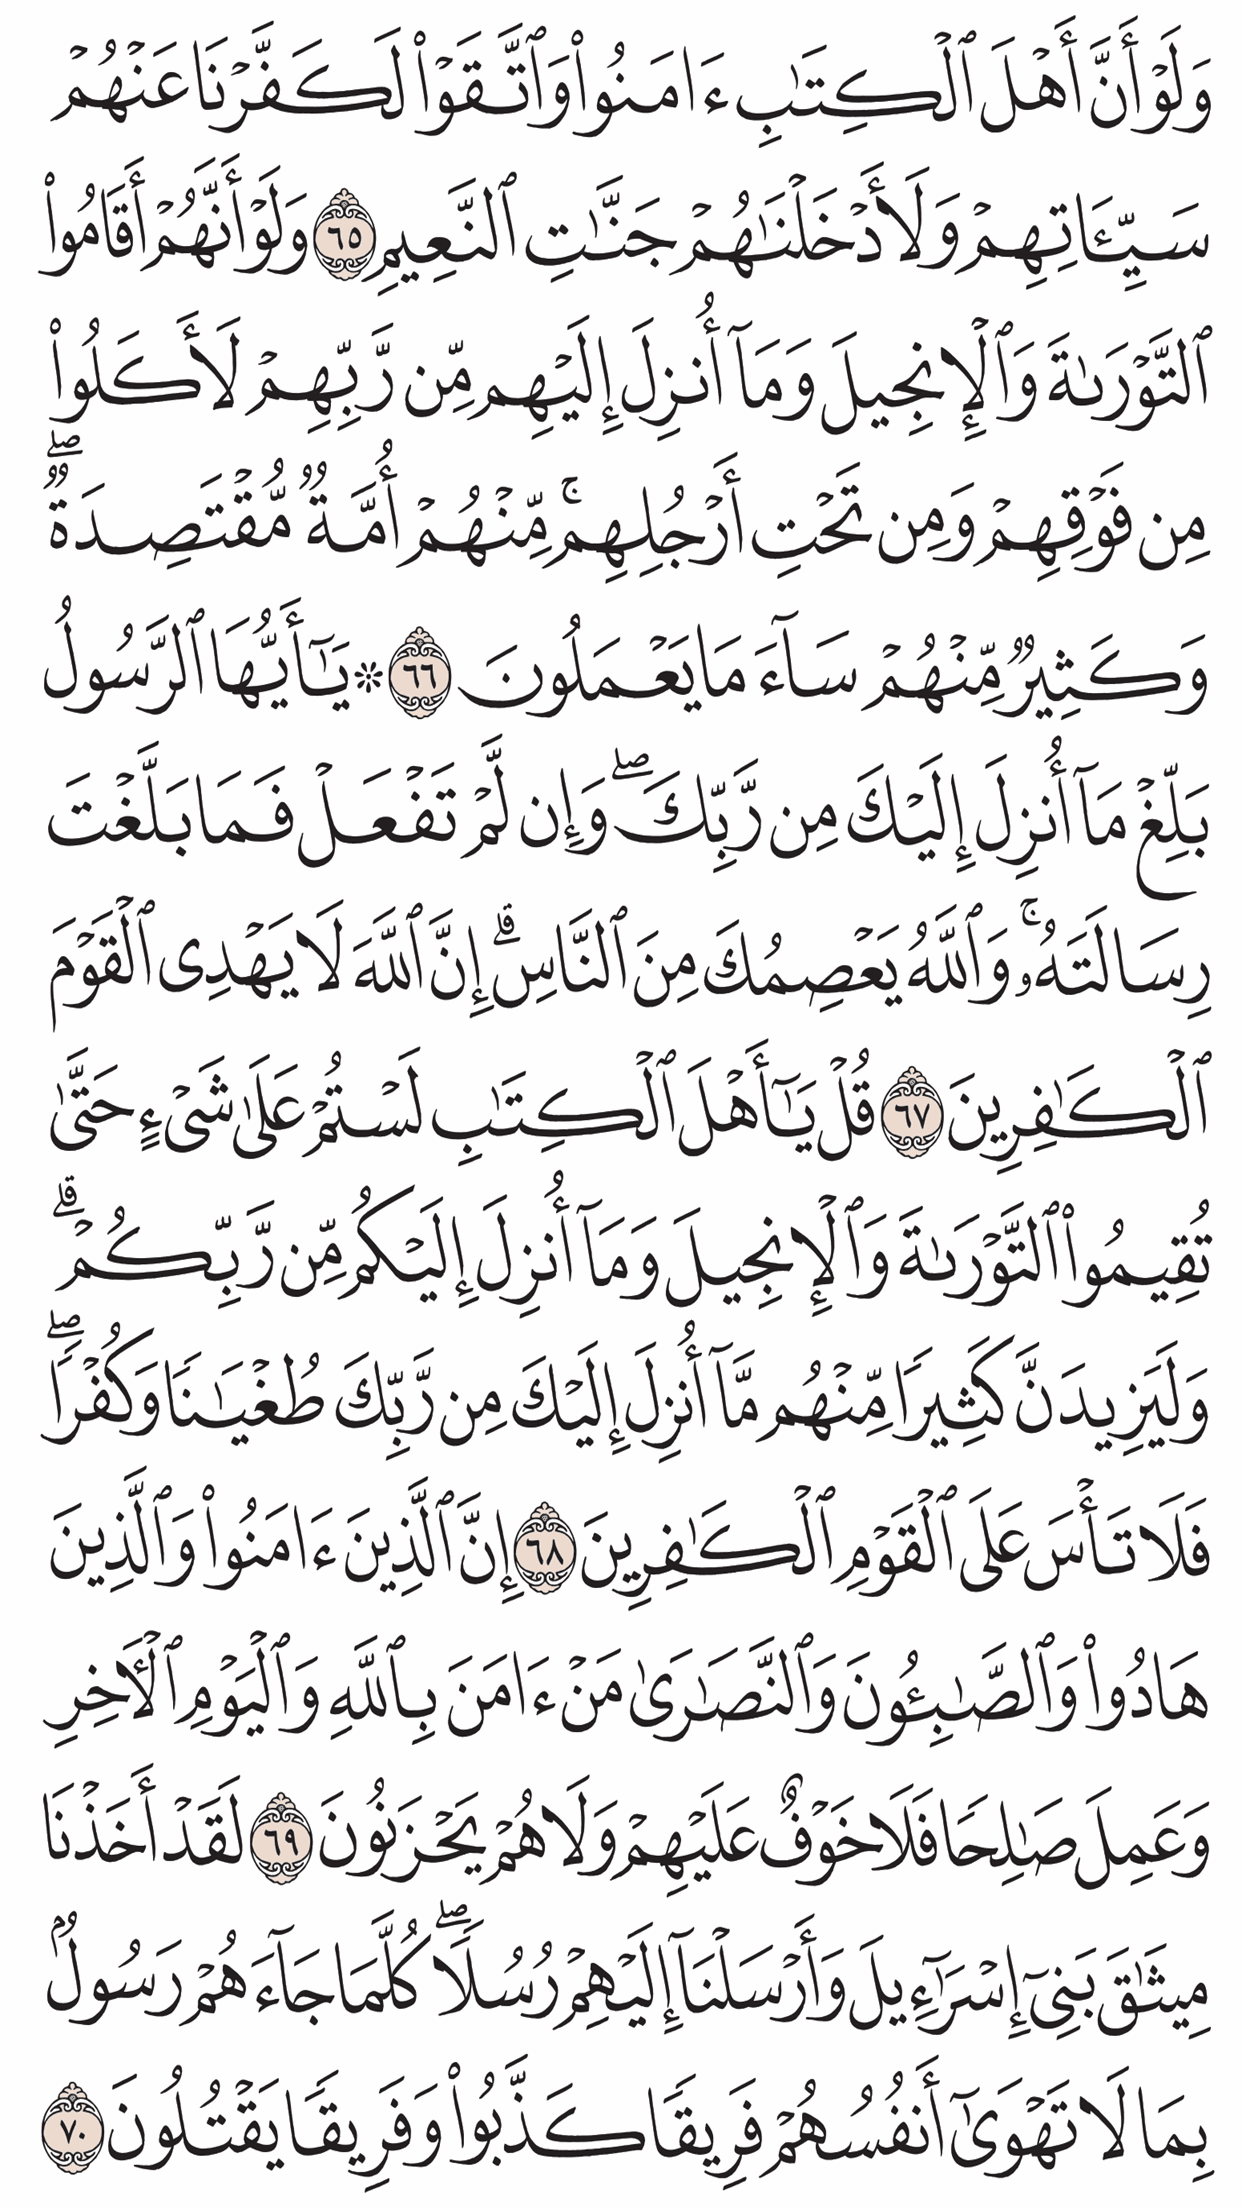 وَلَوۡ أَنَّ أَهۡلَ ٱلۡكِتَٰبِ ءَامَنُواْ وَٱتَّقَوۡاْ لَكَفَّرۡنَا عَنۡهُمۡ
سَيِّـَٔاتِهِمۡ وَلَأَدۡخَلۡنَٰهُمۡ جَنَّٰتِ ٱلنَّعِيمِ ٦٥ وَلَوۡ أَنَّهُمۡ أَقَامُواْ
ٱلتَّوۡرَىٰةَ وَٱلۡإِنجِيلَ وَمَآ أُنزِلَ إِلَيۡهِم مِّن رَّبِّهِمۡ لَأَكَلُواْ
مِن فَوۡقِهِمۡ وَمِن تَحۡتِ أَرۡجُلِهِمۚ مِّنۡهُمۡ أُمَّةٞ مُّقۡتَصِدَةٞۖ
وَكَثِيرٞ مِّنۡهُمۡ سَآءَ مَا يَعۡمَلُونَ ٦٦ ۞ يَٰٓأَيُّهَا ٱلرَّسُولُ
بَلِّغۡ مَآ أُنزِلَ إِلَيۡكَ مِن رَّبِّكَۖ وَإِن لَّمۡ تَفۡعَلۡ فَمَا بَلَّغۡتَ
رِسَالَتَهُۥۚ وَٱللَّهُ يَعۡصِمُكَ مِنَ ٱلنَّاسِۗ إِنَّ ٱللَّهَ لَا يَهۡدِي ٱلۡقَوۡمَ
ٱلۡكَٰفِرِينَ ٦٧ قُلۡ يَٰٓأَهۡلَ ٱلۡكِتَٰبِ لَسۡتُمۡ عَلَىٰ شَيۡءٍ حَتَّىٰ
تُقِيمُواْ ٱلتَّوۡرَىٰةَ وَٱلۡإِنجِيلَ وَمَآ أُنزِلَ إِلَيۡكُم مِّن رَّبِّكُمۡۗ
وَلَيَزِيدَنَّ كَثِيرٗا مِّنۡهُم مَّآ أُنزِلَ إِلَيۡكَ مِن رَّبِّكَ طُغۡيَٰنٗا وَكُفۡرٗاۖ
فَلَا تَأۡسَ عَلَى ٱلۡقَوۡمِ ٱلۡكَٰفِرِينَ ٦٨ إِنَّ ٱلَّذِينَ ءَامَنُواْ وَٱلَّذِينَ
هَادُواْ وَٱلصَّٰبِـُٔونَ وَٱلنَّصَٰرَىٰ مَنۡ ءَامَنَ بِٱللَّهِ وَٱلۡيَوۡمِ ٱلۡأٓخِرِ
وَعَمِلَ صَٰلِحٗا فَلَا خَوۡفٌ عَلَيۡهِمۡ وَلَا هُمۡ يَحۡزَنُونَ ٦٩ لَقَدۡ أَخَذۡنَا
مِيثَٰقَ بَنِيٓ إِسۡرَٰٓءِيلَ وَأَرۡسَلۡنَآ إِلَيۡهِمۡ رُسُلٗاۖ كُلَّمَا جَآءَهُمۡ رَسُولُۢ
بِمَا لَا تَهۡوَىٰٓ أَنفُسُهُمۡ فَرِيقٗا كَذَّبُواْ وَفَرِيقٗا يَقۡتُلُونَ ٧٠